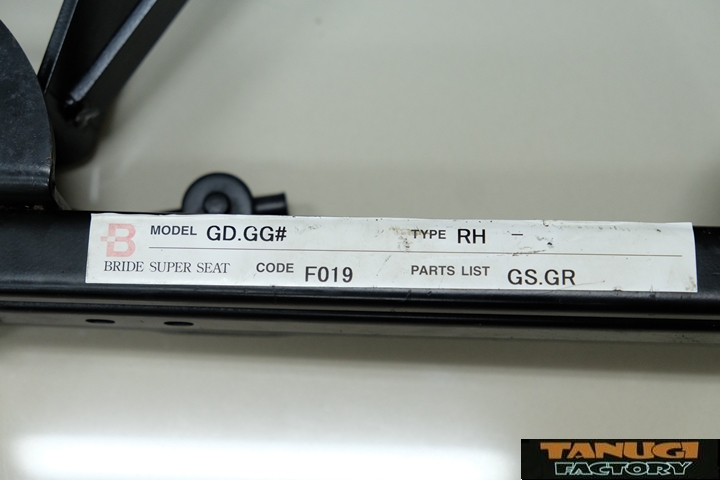 B MODEL GD.GG# TYPE RH -
BRIDE SUPER SEAT CODE F019 PARTS LIST GS.GR
TANUGI
FACTORY